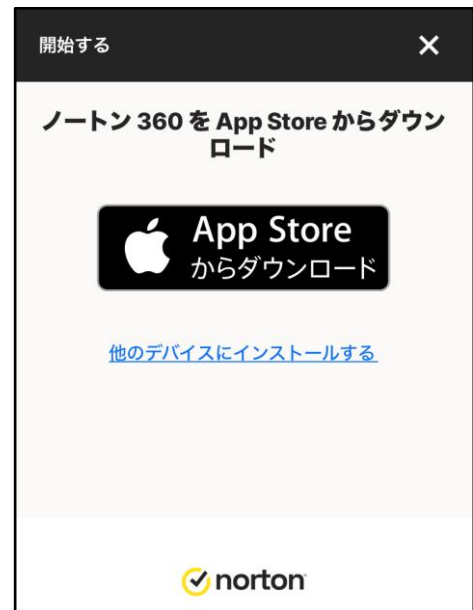 開始する
ノートン 360 を App Store からダウン
ロード
App Store
からダウンロード
他のデバイスにインストールする
norton